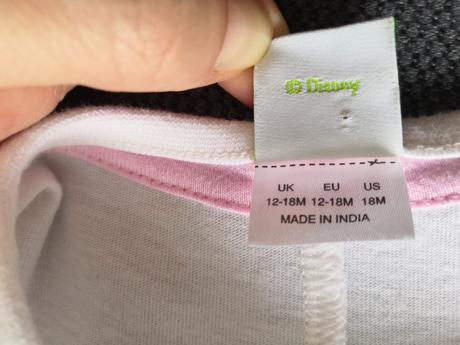 © Disney
UK EU US
12-18M 12-18M 18M
MADE IN INDIA